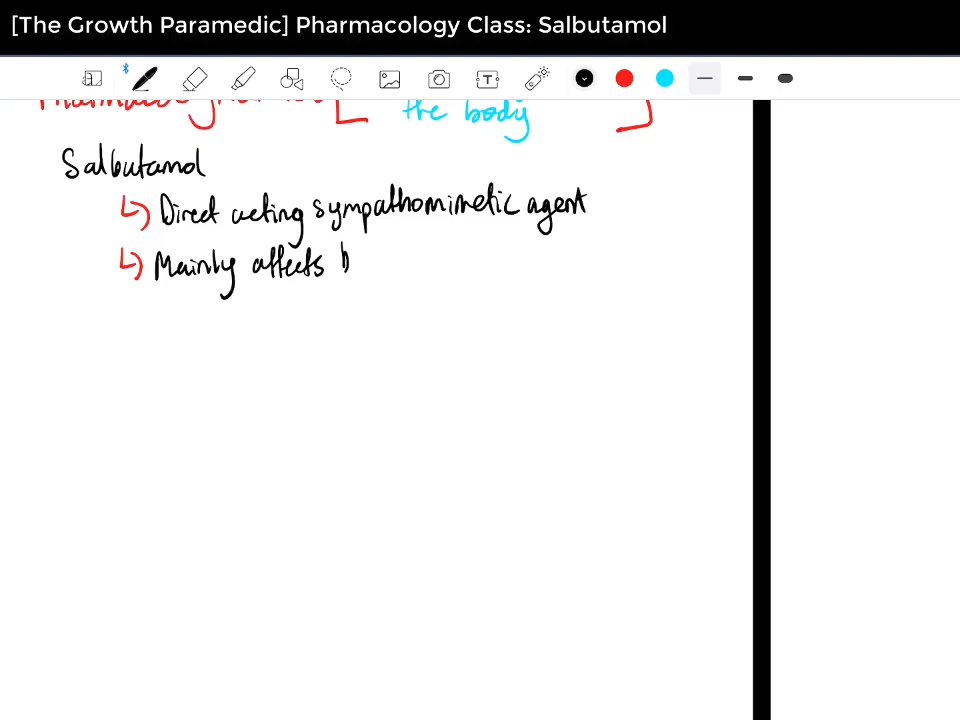 [The Growth Paramedic] Pharmacology Class: Salbutamol
the body
Salbutamol
Direct acting sympathomimetic agent
Mainly affects b